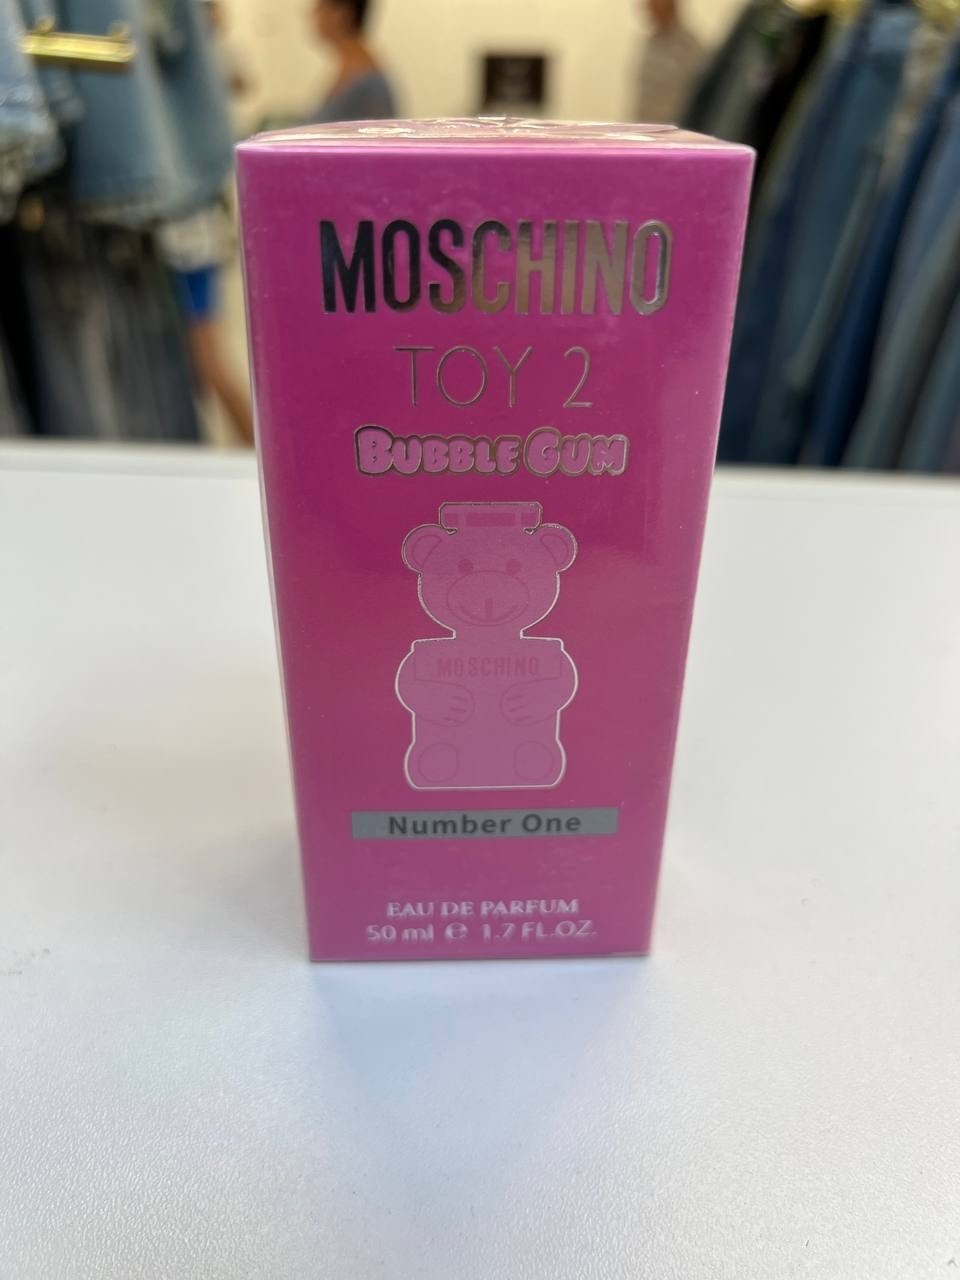 MOSCHINO
TOY 2
BUBBLE GUM
MOSCHINO
Number One
EAU DE PARFUM
50 ml ℮ 1.7 FL.OZ.